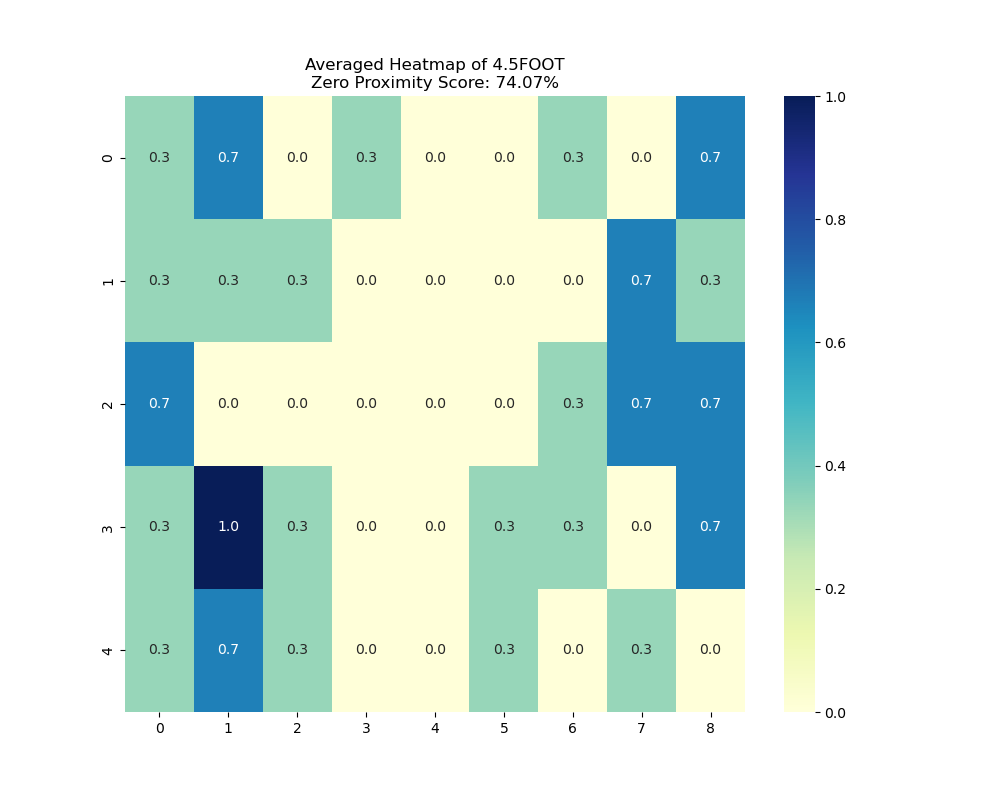 Averaged Heatmap of 4.5FOOT
Zero Proximity Score: 74.07%
0 0.3 0.7 0.0 0.3 0.0 0.0 0.3 0.0 0.7
1 0.3 0.3 0.3 0.0 0.0 0.0 0.0 0.7 0.3
2 0.7 0.0 0.0 0.0 0.0 0.0 0.3 0.7 0.7
3 0.3 1.0 0.3 0.0 0.0 0.3 0.3 0.0 0.7
4 0.3 0.7 0.3 0.0 0.0 0.3 0.0 0.3 0.0
0 1 2 3 4 5 6 7 8
1.0
0.8
0.6
0.4
0.2
0.0